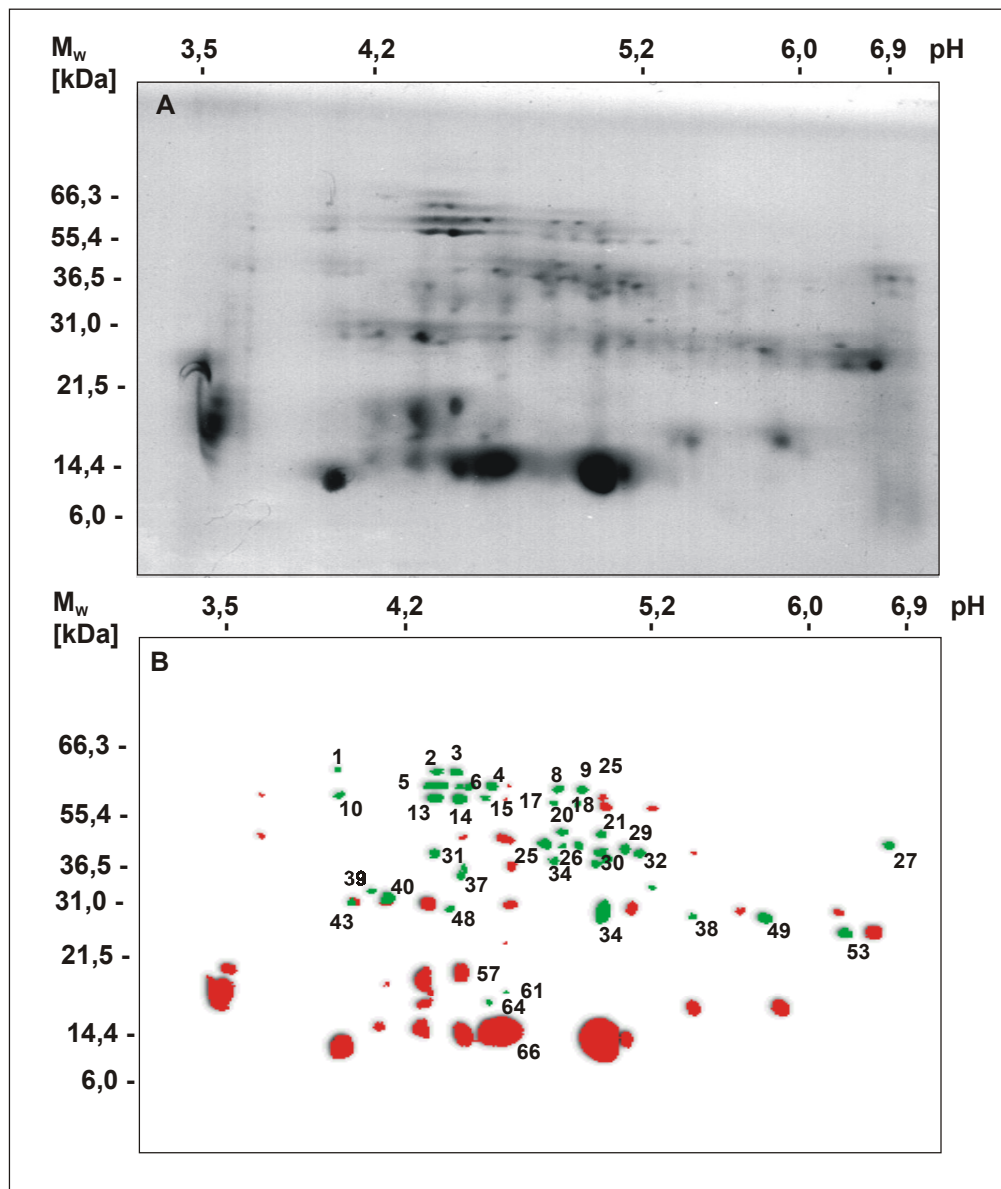 Mw 3,5 4,2 5,2 6,0 6,9 pH
[kDa]
A
66,3 -
55,4 -
36,5 -
31,0 -
21,5 -
14,4 -
6,0 -
Mw 3,5 4,2 5,2 6,0 6,9 pH
[kDa]
B
66,3 -
1 2 3
5 6 4 8 9 25
10 13 14 15 17 18
55,4 -
20 21 29
31 25 26 30 32 27
36,5 -
34
37
39 40
31,0 -
43 48 34 38 49
53
21,5 -
57
61
64
14,4 -
66
6,0 -